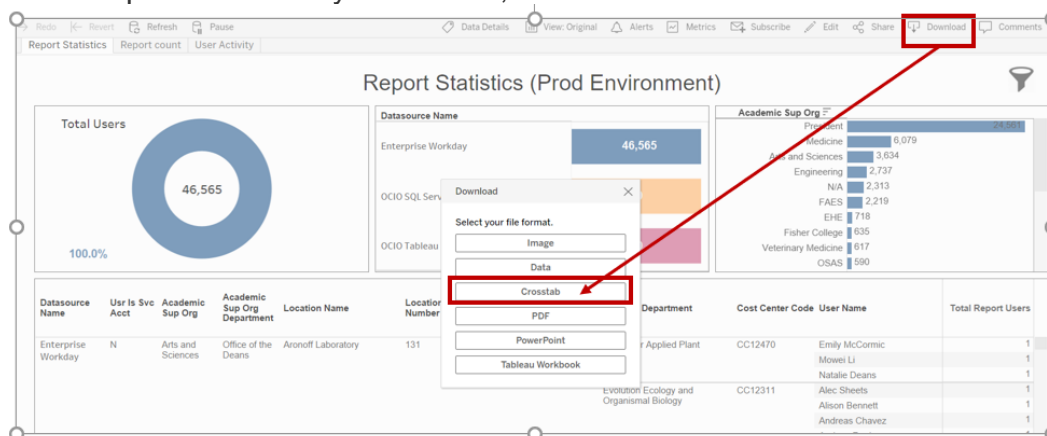 Redo Revert Refresh Pause Data Details View: Original Alerts Metrics Subscribe Edit Share Download Comments
Report Statistics Report count User Activity
Report Statistics (Prod Environment)
Total Users
46,565
100.0%
Datasource Name
Enterprise Workday 46,565
OCIO SQL Serv
OCIO Tableau
Academic Sup Org
President 24,561
Medicine 6,079
Arts and Sciences 3,634
Engineering 2,737
N/A 2,313
FAES 2,219
EHE 718
Fisher College 635
Veterinary Medicine 617
OSAS 590
Download
Select your file format.
Image
Data
Crosstab
PDF
PowerPoint
Tableau Workbook
Datasource Name Usr Is Svc Acct Academic Sup Org Academic Sup Org Department Location Name Location Number Department Cost Center Code User Name Total Report Users
Enterprise Workday N Arts and Sciences Office of the Deans Aronoff Laboratory 131 r Applied Plant CC12470 Emily McCormic 1
Mowei Li 1
Natalie Deans 1
Evolution Ecology and Organismal Biology CC12311 Alec Sheets 1
Alison Bennett 1
Andreas Chavez 1